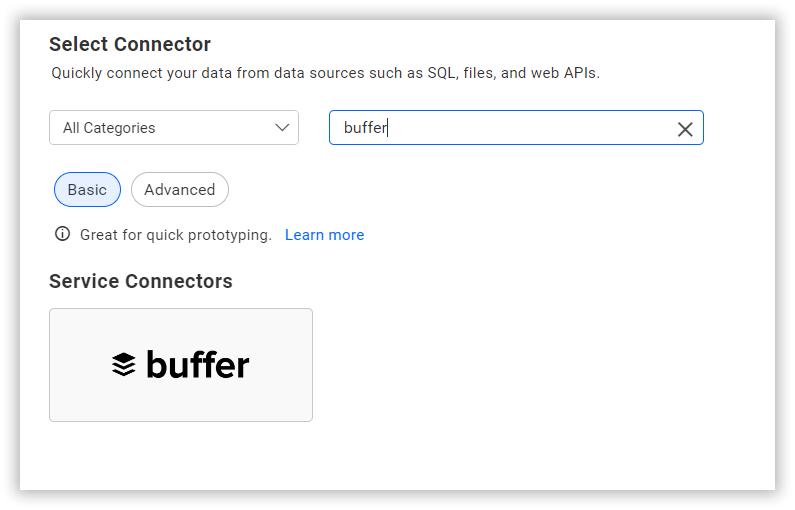 Select Connector
Quickly connect your data from data sources such as SQL, files, and web APIs.
All Categories
buffer
Basic
Advanced
Great for quick prototyping. Learn more
Service Connectors
buffer